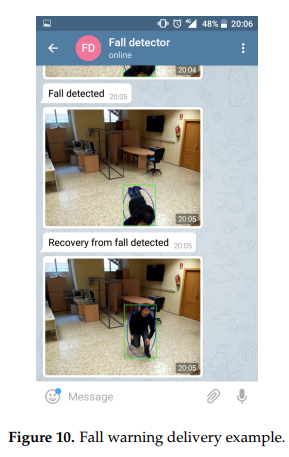 48% 20:06
FD
Fall detector
online
20:04
Fall detected 20:05
20:05
Recovery from fall detected 20:05
20:05
Message
Figure 10. Fall warning delivery example.